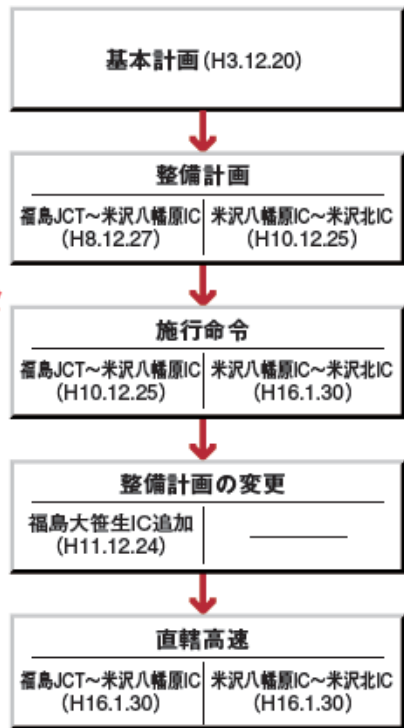 基本計画(H3.12.20)
整備計画
福島JCT～米沢八幡原IC 米沢八幡原IC～米沢北IC
(H8.12.27) (H10.12.25)
施行命令
福島JCT～米沢八幡原IC 米沢八幡原IC～米沢北IC
(H10.12.25) (H16.1.30)
整備計画の変更
福島大笹生IC追加
(H11.12.24)
直轄高速
福島JCT～米沢八幡原IC 米沢八幡原IC～米沢北IC
(H16.1.30) (H16.1.30)